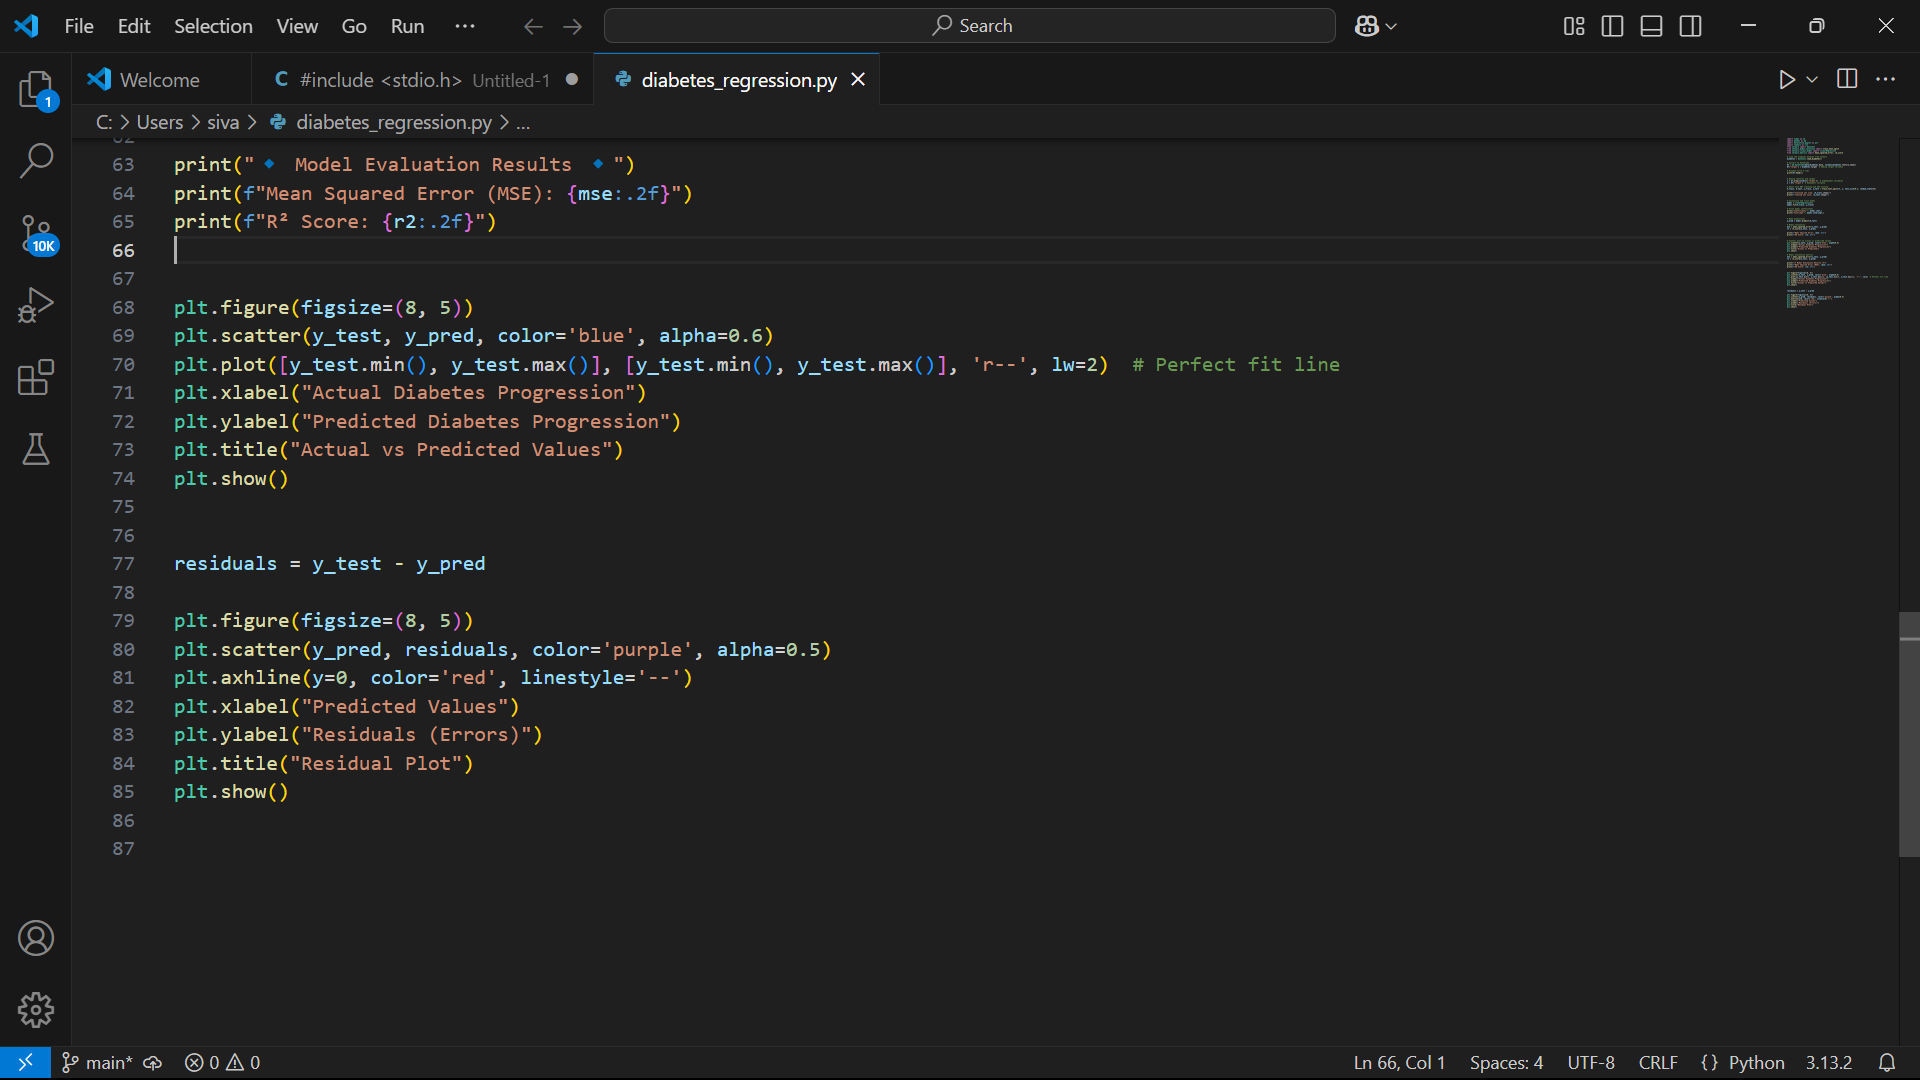 File Edit Selection View Go Run ··· Search
Welcome #include <stdio.h> Untitled-1 diabetes_regression.py
C: > Users > siva > diabetes_regression.py > ...
1
10K
62
63 print("🔹 Model Evaluation Results 🔹")
64 print(f"Mean Squared Error (MSE): {mse:.2f}")
65 print(f"R² Score: {r2:.2f}")
66
67
68 plt.figure(figsize=(8, 5))
69 plt.scatter(y_test, y_pred, color='blue', alpha=0.6)
70 plt.plot([y_test.min(), y_test.max()], [y_test.min(), y_test.max()], 'r--', lw=2)  # Perfect fit line
71 plt.xlabel("Actual Diabetes Progression")
72 plt.ylabel("Predicted Diabetes Progression")
73 plt.title("Actual vs Predicted Values")
74 plt.show()
75
76
77 residuals = y_test - y_pred
78
79 plt.figure(figsize=(8, 5))
80 plt.scatter(y_pred, residuals, color='purple', alpha=0.5)
81 plt.axhline(y=0, color='red', linestyle='--')
82 plt.xlabel("Predicted Values")
83 plt.ylabel("Residuals (Errors)")
84 plt.title("Residual Plot")
85 plt.show()
86
87
main* 0 0 Ln 66, Col 1 Spaces: 4 UTF-8 CRLF {} Python 3.13.2